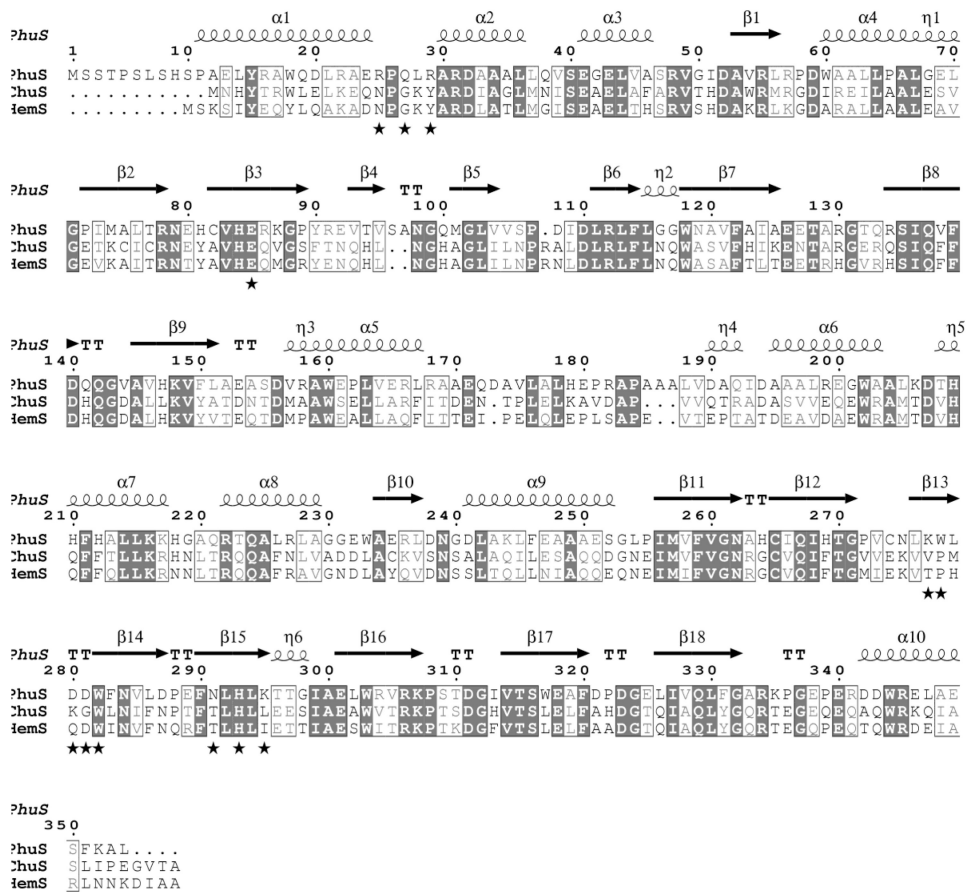 α1 α2 α3 β1 α4 η1
PhuS
1 10 20 30 40 50 60 70
PhuS MSSTPSLSHSPAELYRAWQDLRAERPQLRARDAAALLQVSEGELVASRVGIDAVRLRPDWAALLPALGEL
ChuS ...........MNHYTRWLELKEQNPGKYARDIAGLMNISEAELAFARVTHDAWRMRGDIREILAALESV
HemS .........MSKSIYEQYLQAKADNPGKYARDLATLMGISEAELTHSRVSHDAKRLKGDARALLAALEAV
★ ★ ★
β2 β3 β4 TT β5 β6 η2 β7 β8
PhuS
80 90 100 110 120 130
PhuS GPIMALTRNEHCVHERKGPYREVTVSANGQMGLVVSP.DIDLRLFLGGWNAVFAIAEETARGTQRSIQVF
ChuS GETKCICRNEYAVHEQVGSFTNQHL..NGHAGLILNPRALDLRLFLNQWASVFHIKENTARGERQSIQFF
HemS GEVKAITRNTYAVHEQMGRYENQHL..NGHAGLILNPRNLDLRLFLNQWASAFTLTEETRHGVRHSIQFF
★
TT β9 TT η3 α5 η4 α6 η5
PhuS
140 150 160 170 180 190 200
PhuS DQQGVAVHKVFLAEASDVRAWEPLVERLRAAEQDAVLALHEPRAPAAALVDAQIDAAALREGWAALKDTH
ChuS DHQGDALLKVYATDNTDMAAWSELLARFITDEN.TPLELKAVDAPA..VVQTRADASVVEQEWRAMTDVH
HemS DHQGDALHKVYVTEQTDMPAWEALLAQFITTEI.PELQLEPLSAPE..VTEPTATDEAVDAEWRAMTDVH
α7 α8 β10 α9 β11 TT β12 β13
PhuS
210 220 230 240 250 260 270
PhuS HFHALLKKHGAQRTQALRLAGGEWAERLDNGDLAKLFEAAAESGLPIMVFVGNAHCIQIHTGPVCNLKWL
ChuS QFFTLLKRHNLTRQQAFNLVADDLACKVSNSALAQILESAQQDGNEIMVFVGNRGCVQIFTGVVEKVVPM
HemS QFFQLLKRNNLTRQQAFRAVGNDLAYQVDNSSLTQLLNIAQQEQNEIMIFVGNRGCVQIFTGMIEKVTPH
★★
TT β14 TT β15 η6 β16 TT β17 TT β18 TT α10
PhuS
280 290 300 310 320 330 340
PhuS DDWFNVLDPEFNLHLKTTGIAELWRVRKPSTDGIVTSWEAFDPDGELIVQLFGARKPGEPERDDWRELAE
ChuS KGWLNIFNPTFTLHLLEESIAEAWVTRKPTSDGHVTSLELFAHDGTQIAQLYGQRTEGEQEQAQWRKQIA
HemS QDWINVFNQRFTLHLIETTIAESWITRKPTKDGHVTSLELFAADGTQIAQLYGQRTEGQPEQTQWRDEIA
★★★ ★ ★ ★
PhuS
350
PhuS SFKAL....
ChuS SLIPEGVTA
HemS RLNNKDIAA